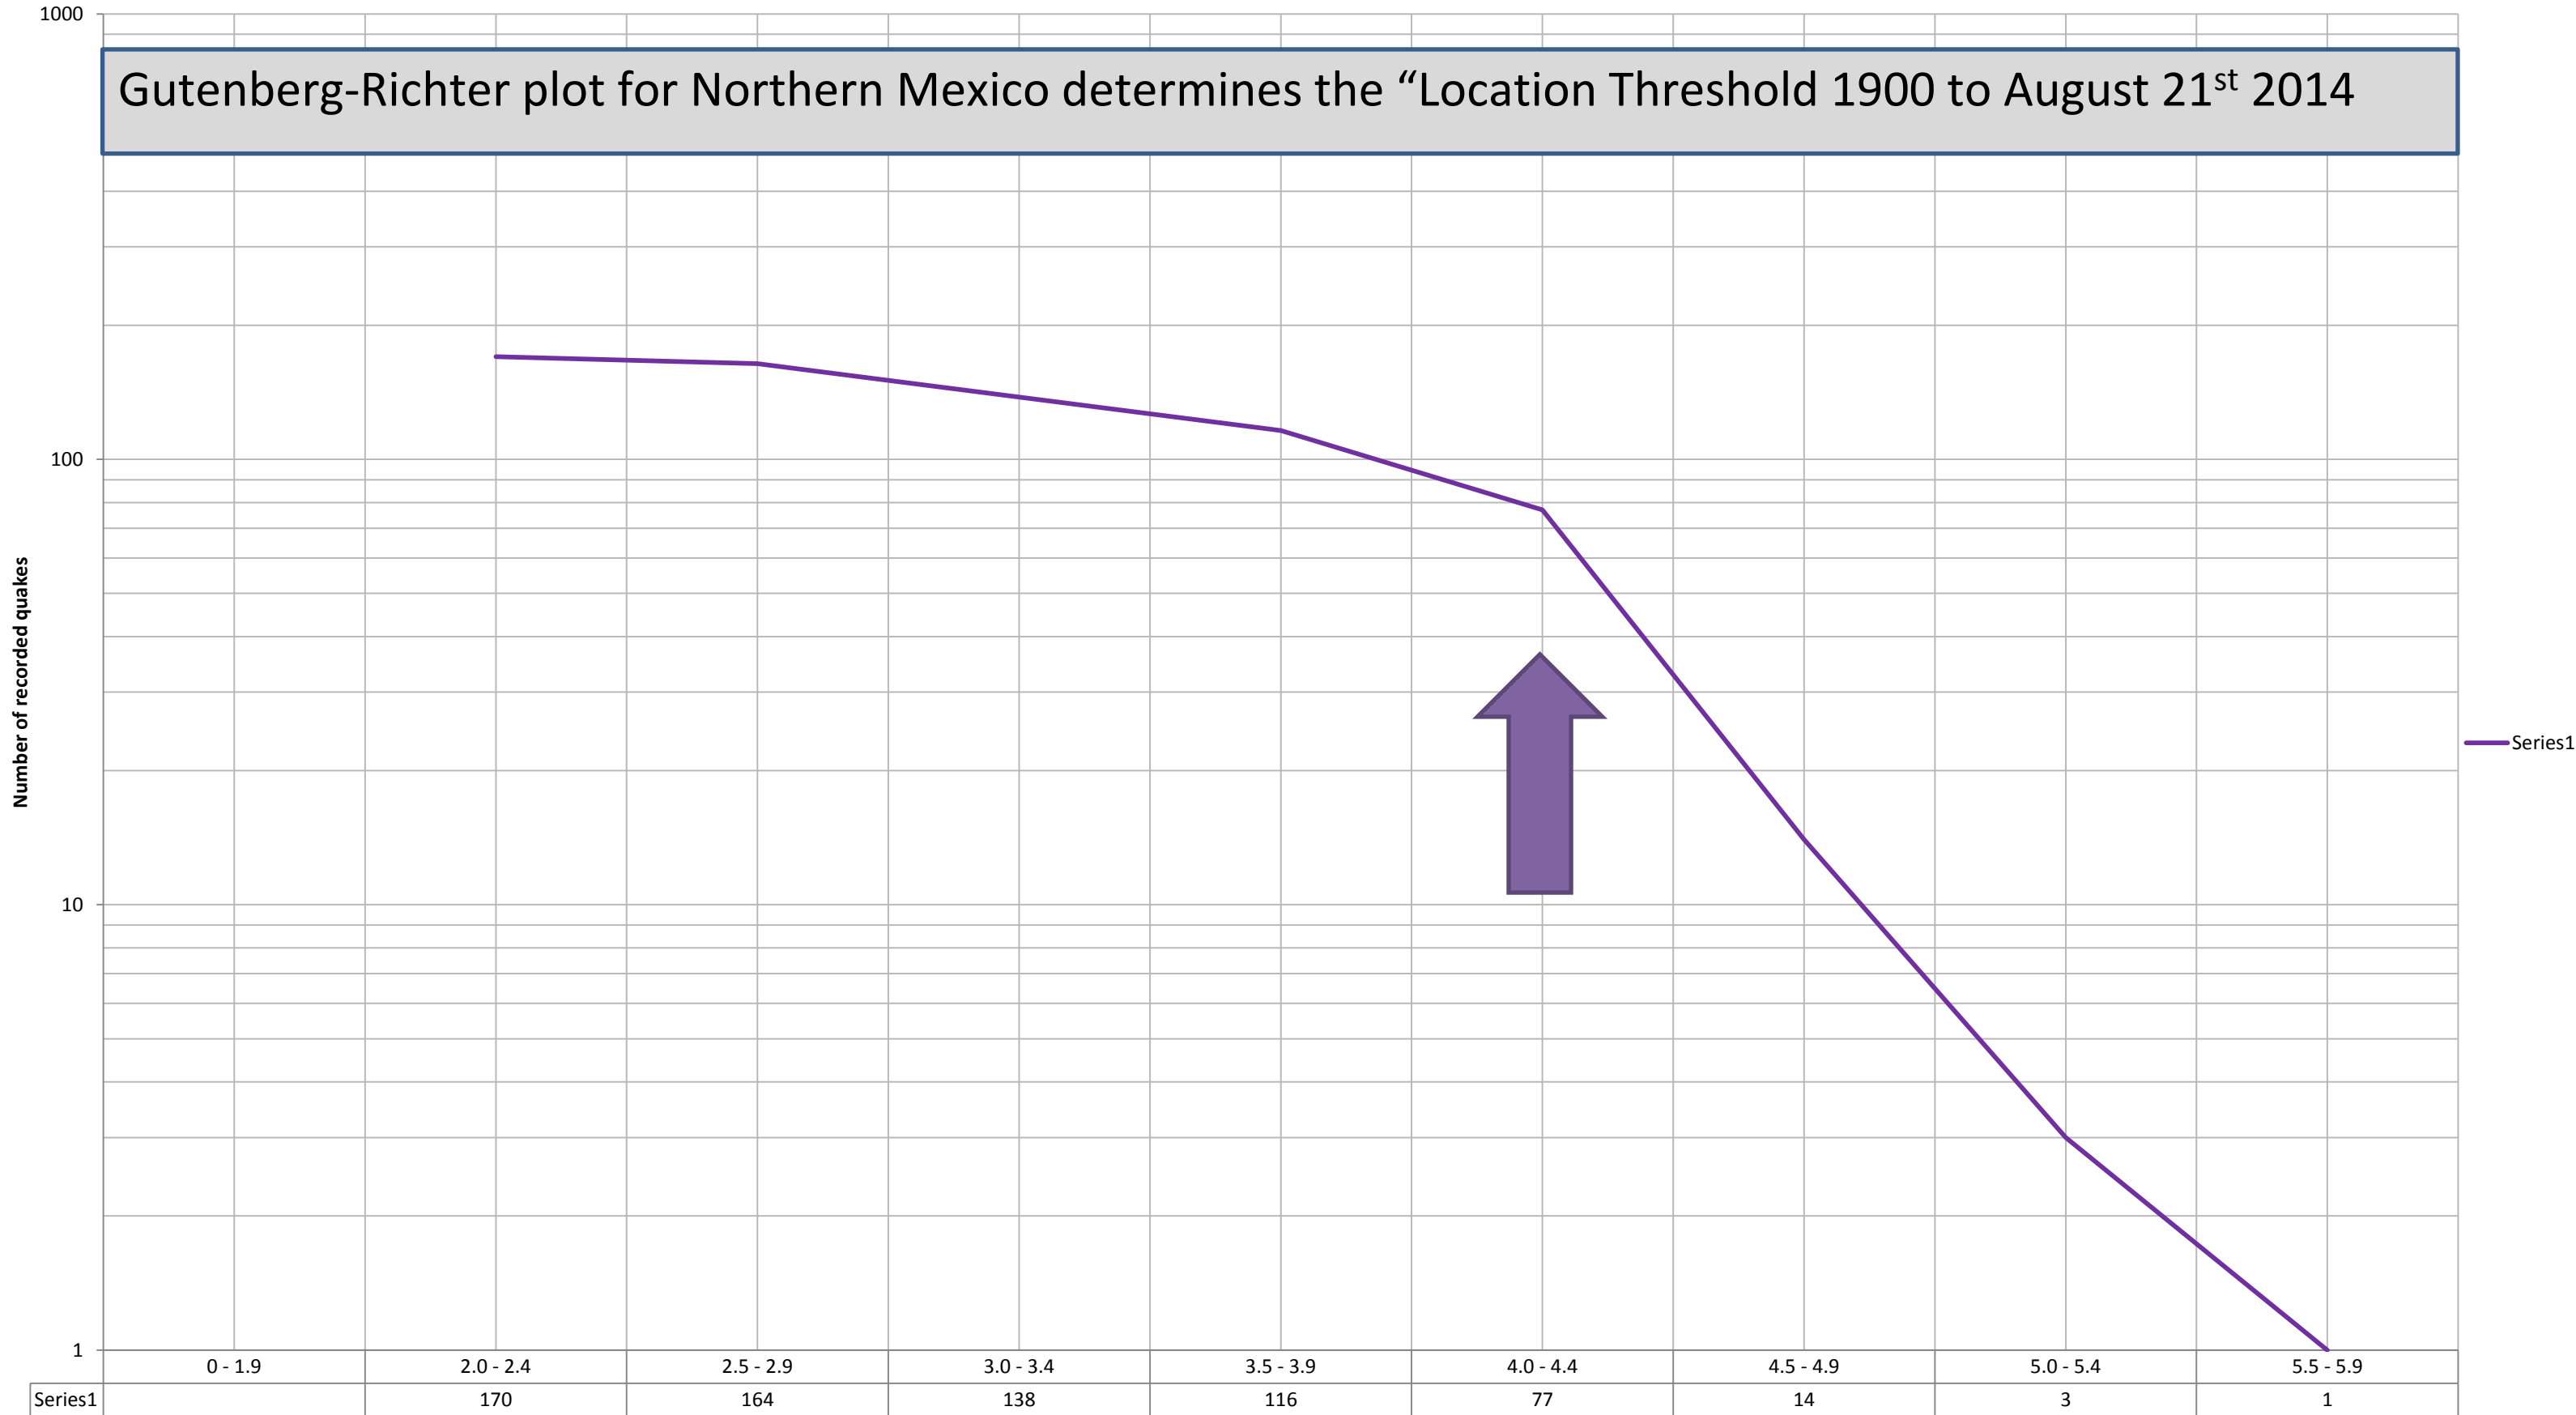 1000
Gutenberg-Richter plot for Northern Mexico determines the “Location Threshold 1900 to August 21st 2014
100
Number of recorded quakes
Series1
10
1
0 - 1.9 2.0 - 2.4 2.5 - 2.9 3.0 - 3.4 3.5 - 3.9 4.0 - 4.4 4.5 - 4.9 5.0 - 5.4 5.5 - 5.9
Series1 170 164 138 116 77 14 3 1